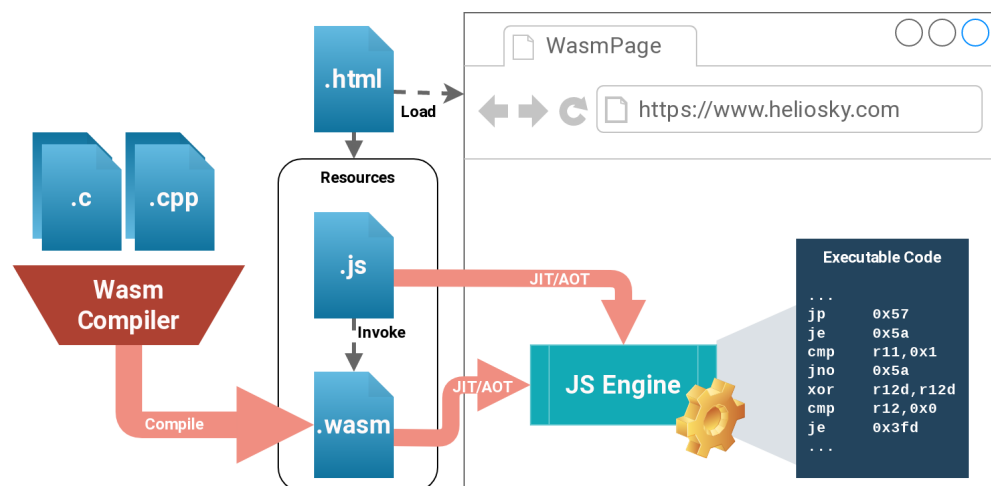 .html
Load
WasmPage
https://www.heliosky.com
.c
.cpp
Resources
Wasm
Compiler
.js
JIT/AOT
Invoke
JS Engine
JIT/AOT
.wasm
Compile
Executable Code
...
jp 0x57
je 0x5a
cmp r11,0x1
jno 0x5a
xor r12d,r12d
cmp r12,0x0
je 0x3fd
...